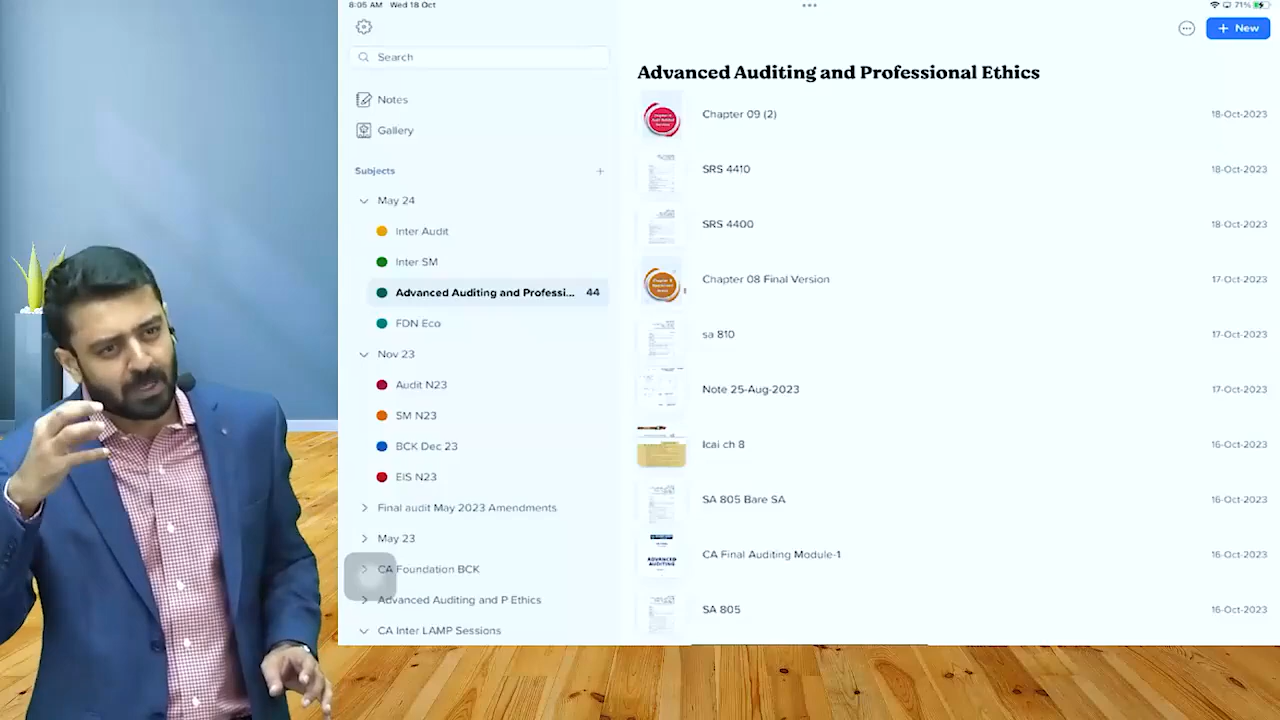 8:05 AM Wed 18 Oct
71%
Search
+ New
Advanced Auditing and Professional Ethics
Notes
Gallery
Subjects +
May 24
Inter Audit
Inter SM
Advanced Auditing and Professi... 44
FDN Eco
Nov 23
Audit N23
SM N23
BCK Dec 23
EIS N23
Final audit May 2023 Amendments
May 23
CA Foundation BCK
Advanced Auditing and P Ethics
CA Inter LAMP Sessions
Chapter 09 (2) 18-Oct-2023
SRS 4410 18-Oct-2023
SRS 4400 18-Oct-2023
Chapter 08 Final Version 17-Oct-2023
sa 810 17-Oct-2023
Note 25-Aug-2023 17-Oct-2023
Icai ch 8 16-Oct-2023
SA 805 Bare SA 16-Oct-2023
ADVANCED
AUDITING
CA Final Auditing Module-1 16-Oct-2023
SA 805 16-Oct-2023